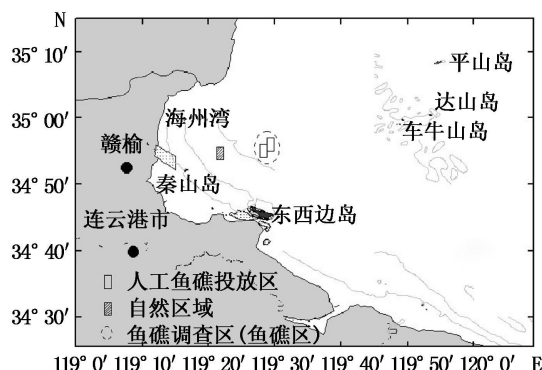 N
35° 10′
平山岛
达山岛
35° 00′
海州湾
车牛山岛
赣榆
34° 50′
秦山岛
东西边岛
连云港市
34° 40′
人工鱼礁投放区
自然区域
34° 30′
鱼礁调查区(鱼礁区)
119° 0′ 119° 10′ 119° 20′ 119° 30′ 119° 40′ 119° 50′ 120° 0′ E